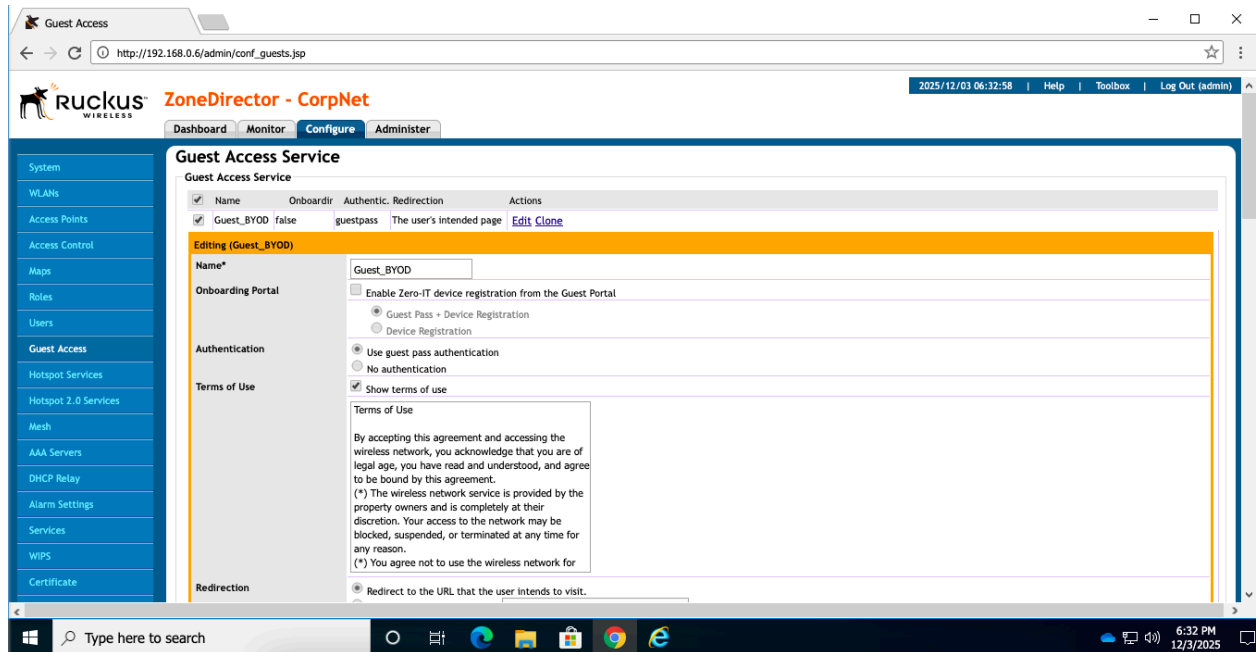 Guest Access
http://192.168.0.6/admin/conf_guests.jsp
2025/12/03 06:32:58 | Help | Toolbox | Log Out (admin)
Ruckus WIRELESS
ZoneDirector - CorpNet
Dashboard Monitor Configure Administer
System
WLANs
Access Points
Access Control
Maps
Roles
Users
Guest Access
Hotspot Services
Hotspot 2.0 Services
Mesh
AAA Servers
DHCP Relay
Alarm Settings
Services
WIPS
Certificate
Guest Access Service
Guest Access Service
Name Onboardir Authentic. Redirection Actions
Guest_BYOD false guestpass The user's intended page Edit Clone
Editing (Guest_BYOD)
Name* Guest_BYOD
Onboarding Portal Enable Zero-IT device registration from the Guest Portal
Guest Pass + Device Registration
Device Registration
Authentication Use guest pass authentication
No authentication
Terms of Use Show terms of use
Terms of Use
By accepting this agreement and accessing the
wireless network, you acknowledge that you are of
legal age, you have read and understood, and agree
to be bound by this agreement.
(*) The wireless network service is provided by the
property owners and is completely at their
discretion. Your access to the network may be
blocked, suspended, or terminated at any time for
any reason.
(*) You agree not to use the wireless network for
Redirection Redirect to the URL that the user intends to visit.
Type here to search
6:32 PM
12/3/2025